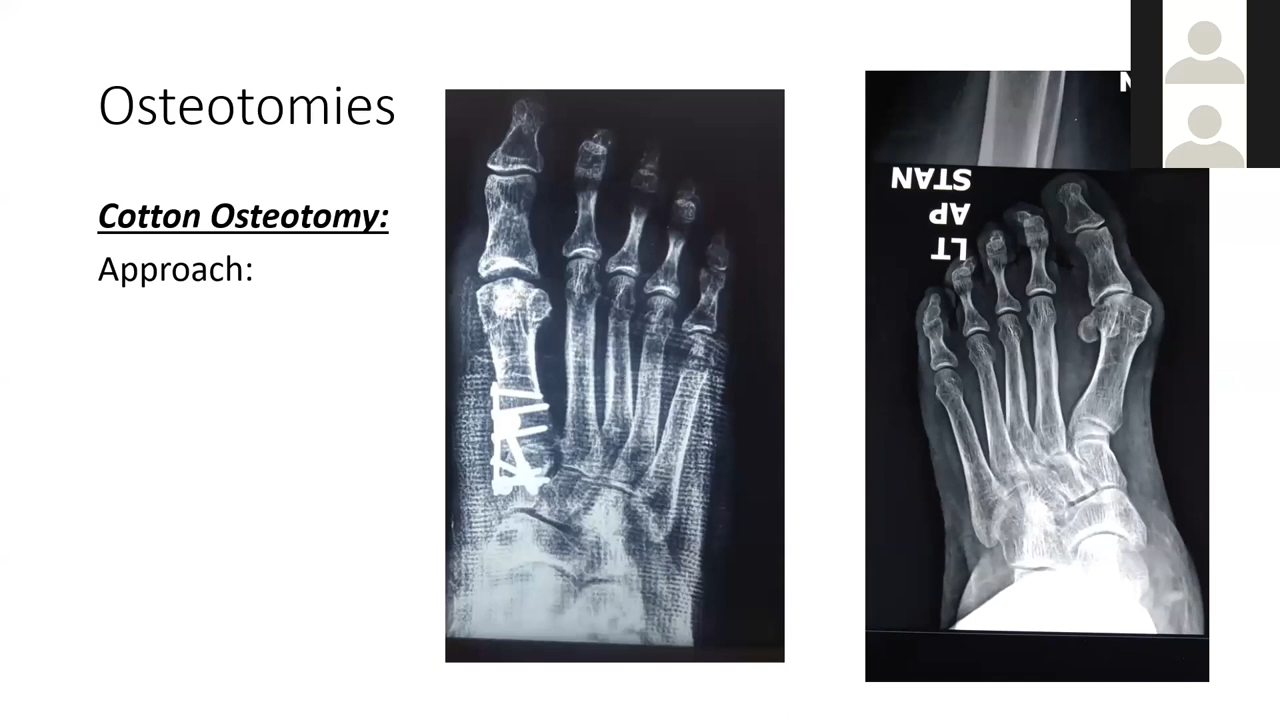 Osteotomies
Cotton Osteotomy:
Approach:
N
STAN
AP
LT